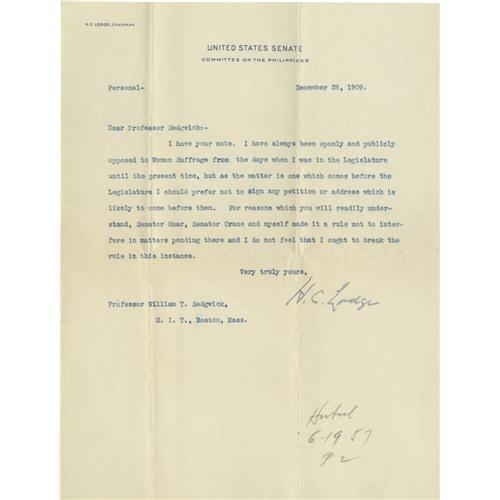 H. C. LODGE, CHAIRMAN
UNITED STATES SENATE
COMMITTEE ON THE PHILIPPINES
Personal- December 28, 1909.
Dear Professor Sedgwick:-
I have your note. I have always been openly and publicly
opposed to Woman Suffrage from the days when I was in the Legislature
until the present time, but as the matter is one which comes before the
Legislature I should prefer not to sign any petition or address which is
likely to come before them. For reasons which you will readily under-
stand, Senator Hoar, Senator Crane and myself made it a rule not to inter-
fere in matters pending there and I do not feel that I ought to break the
rule in this instance.
Very truly yours,
H. C. Lodge
Professor William T. Sedgwick,
M. I. T., Boston, Mass.
6-19-57